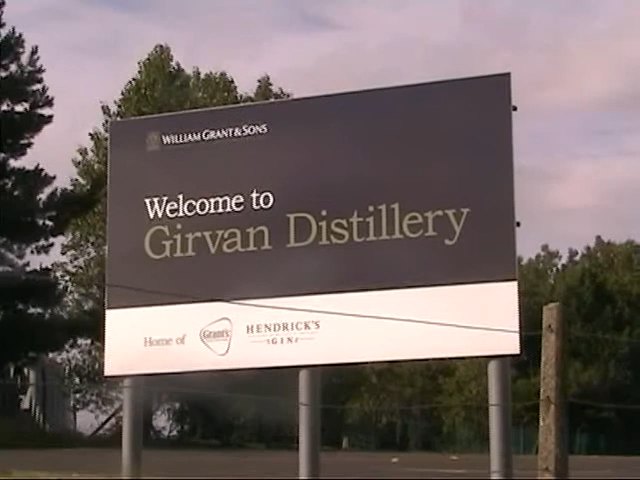 WILLIAM GRANT & SONS
Welcome to
Girvan Distillery
Home of
Grant's
HENDRICK'S
GIN